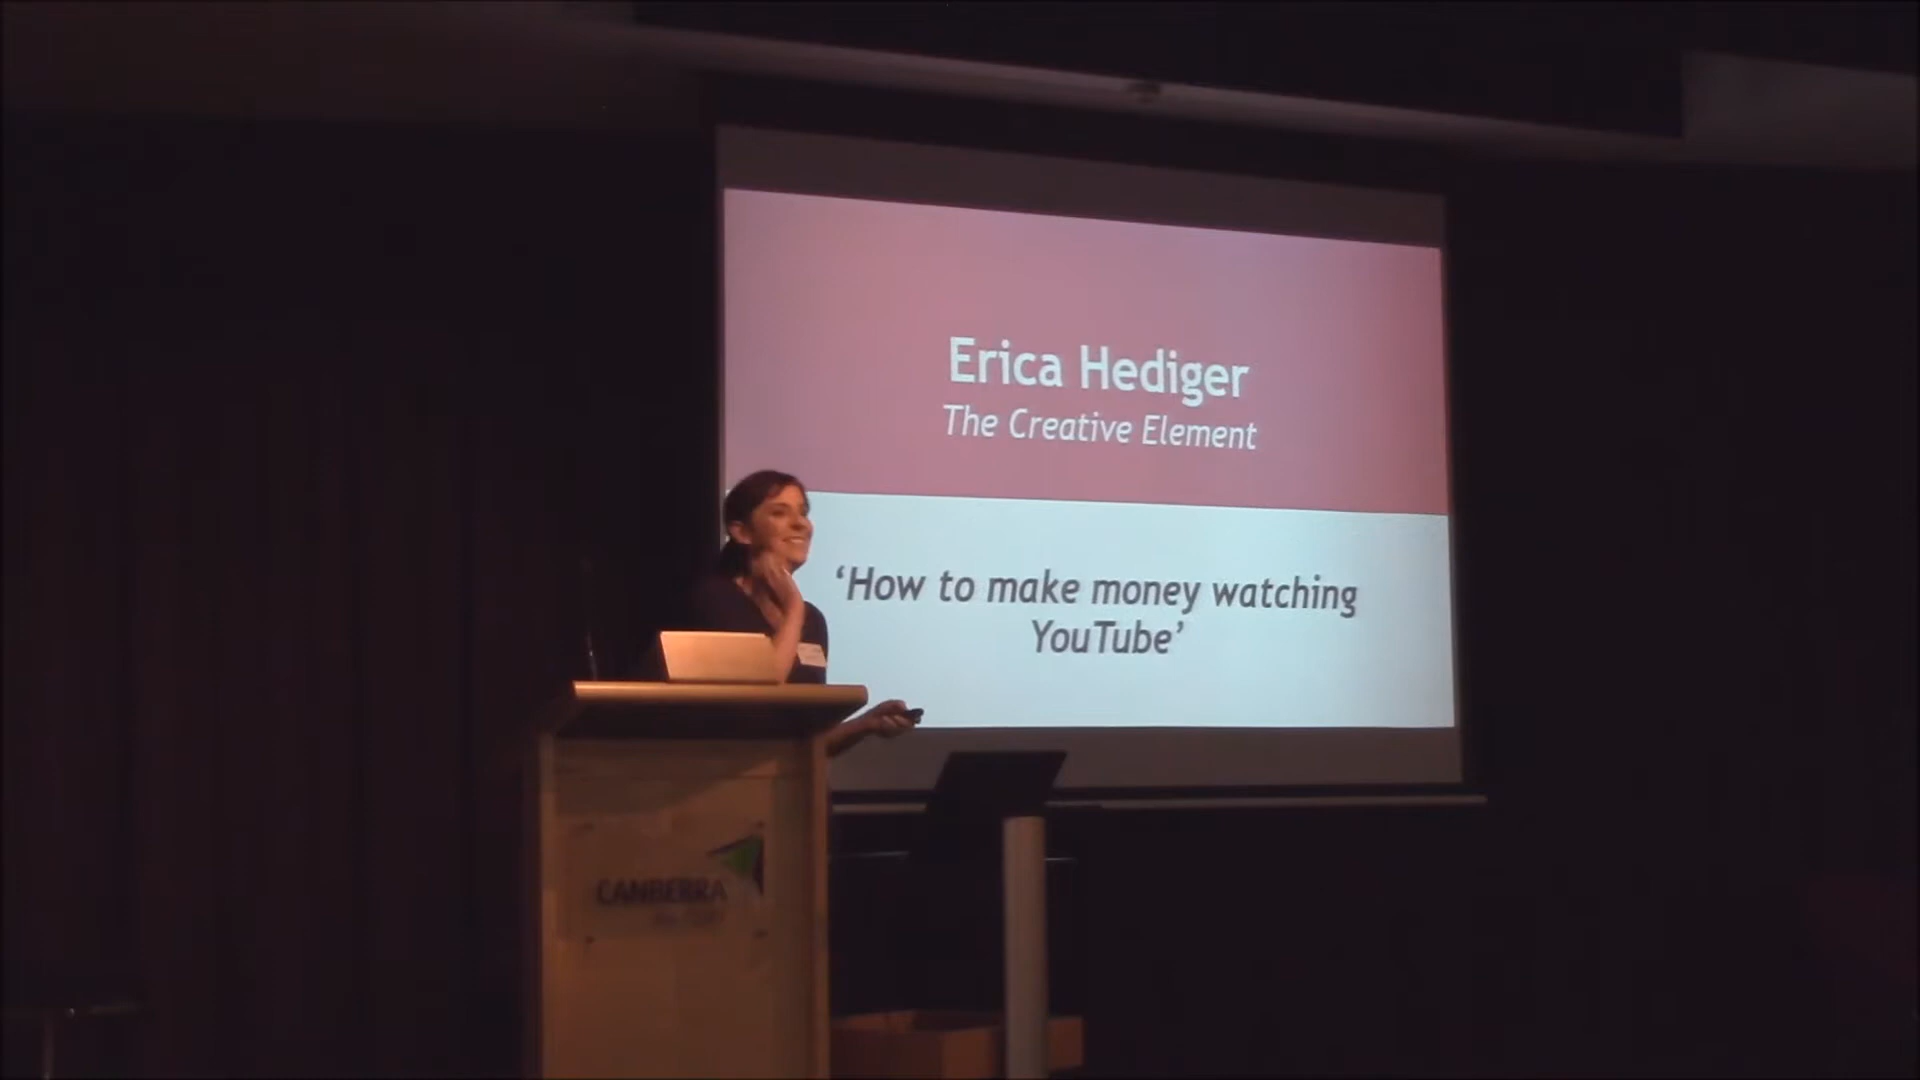 Erica Hediger
The Creative Element
‘How to make money watching
YouTube’
CANBERRA